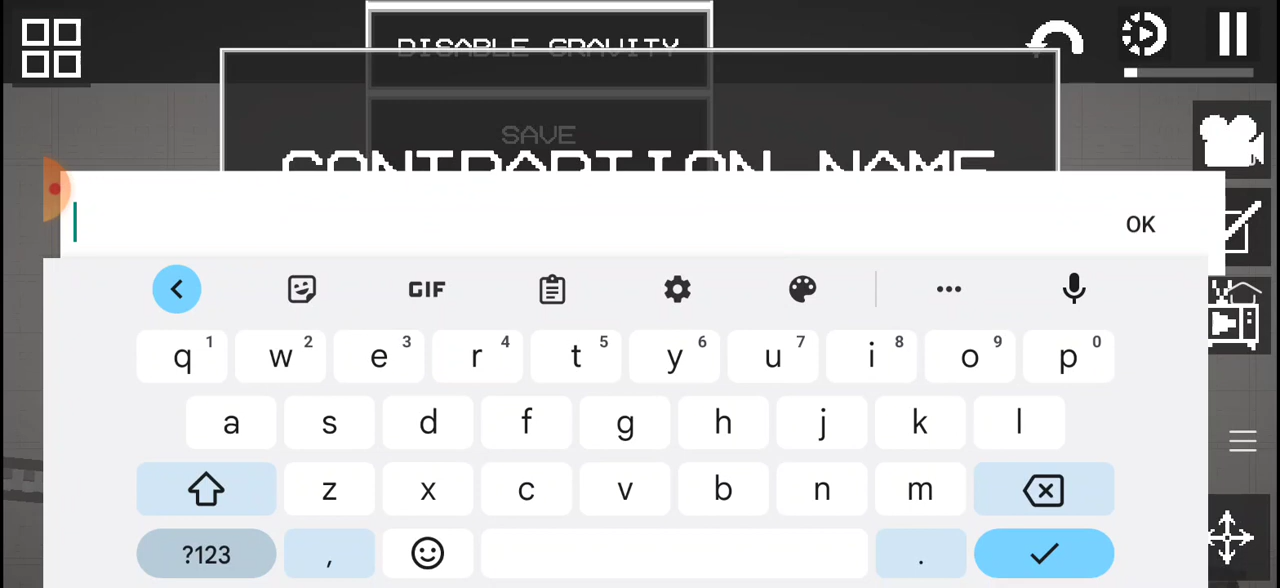 DISABLE GRAVITY
SAVE
CONTRAPTION NAME
OK
GIF
q 1 w 2 e 3 r 4 t 5 y 6 u 7 i 8 o 9 p 0
a s d f g h j k l
z x c v b n m
?123 , .